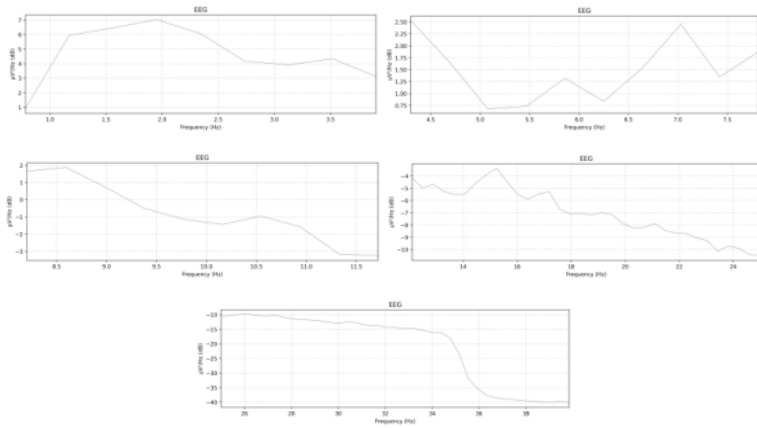 EEG
7
6
5
4
3
2
1
μV²/Hz (dB)
1.0 1.5 2.0 2.5 3.0 3.5
Frequency (Hz)
EEG
2.50
2.25
2.00
1.75
1.50
1.25
1.00
0.75
μV²/Hz (dB)
4.5 5.0 5.5 6.0 6.5 7.0 7.5
Frequency (Hz)
EEG
2
1
0
−1
−2
−3
μV²/Hz (dB)
8.5 9.0 9.5 10.0 10.5 11.0 11.5
Frequency (Hz)
EEG
−4
−5
−6
−7
−8
−9
−10
μV²/Hz (dB)
14 16 18 20 22 24
Frequency (Hz)
EEG
−10
−15
−20
−25
−30
−35
−40
μV²/Hz (dB)
26 28 30 32 34 36 38
Frequency (Hz)